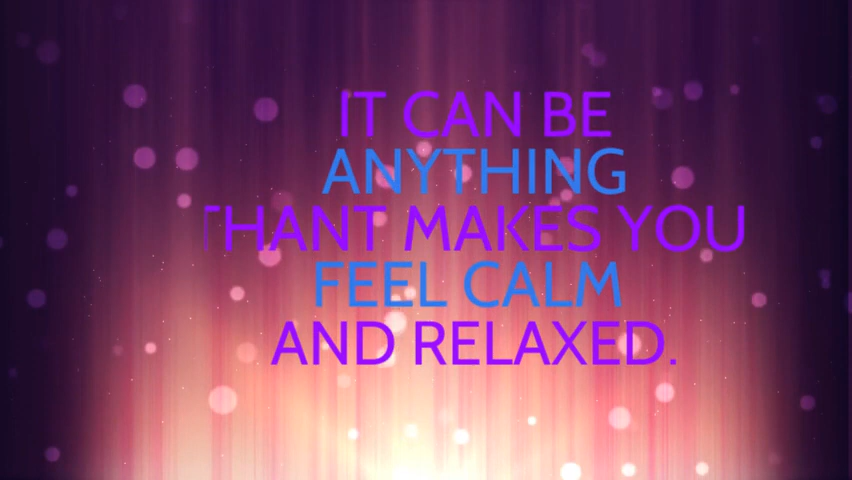 IT CAN BE
ANYTHING
THANT MAKES YOU
FEEL CALM
AND RELAXED.